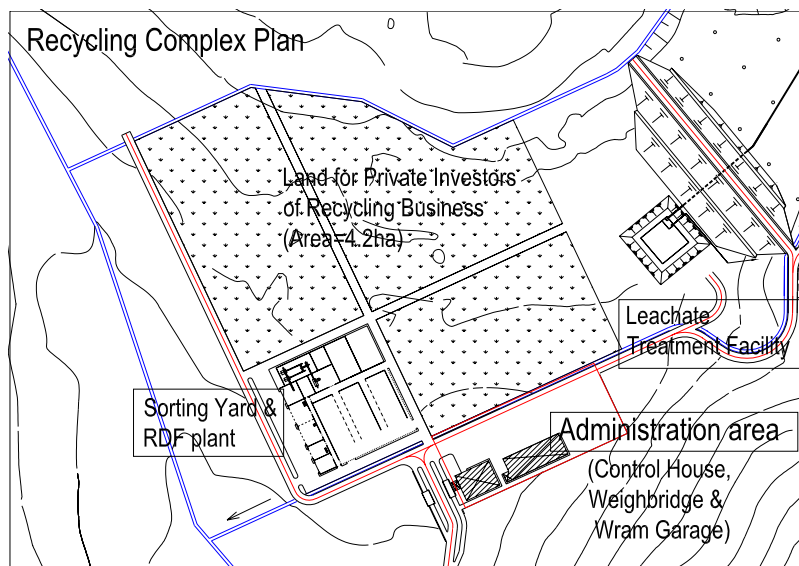 Recycling Complex Plan
Land for Private Investors
of Recycling Business
(Area=4.2ha)
Leachate
Treatment Facility
Sorting Yard &
RDF plant
Administration area
(Control House,
Weighbridge &
Wram Garage)